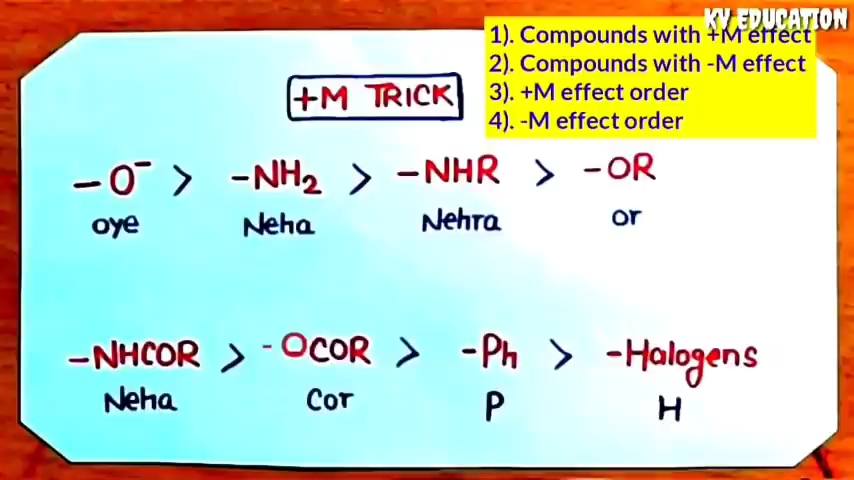 KV EDUCATION
1). Compounds with +M effect
2). Compounds with -M effect
3). +M effect order
4). -M effect order
+M TRICK
-O⁻ > -NH₂ > -NHR > -OR
oye Neha Nehra or
-NHCOR > -OCOR > -Ph > -Halogens
Neha Cor P H